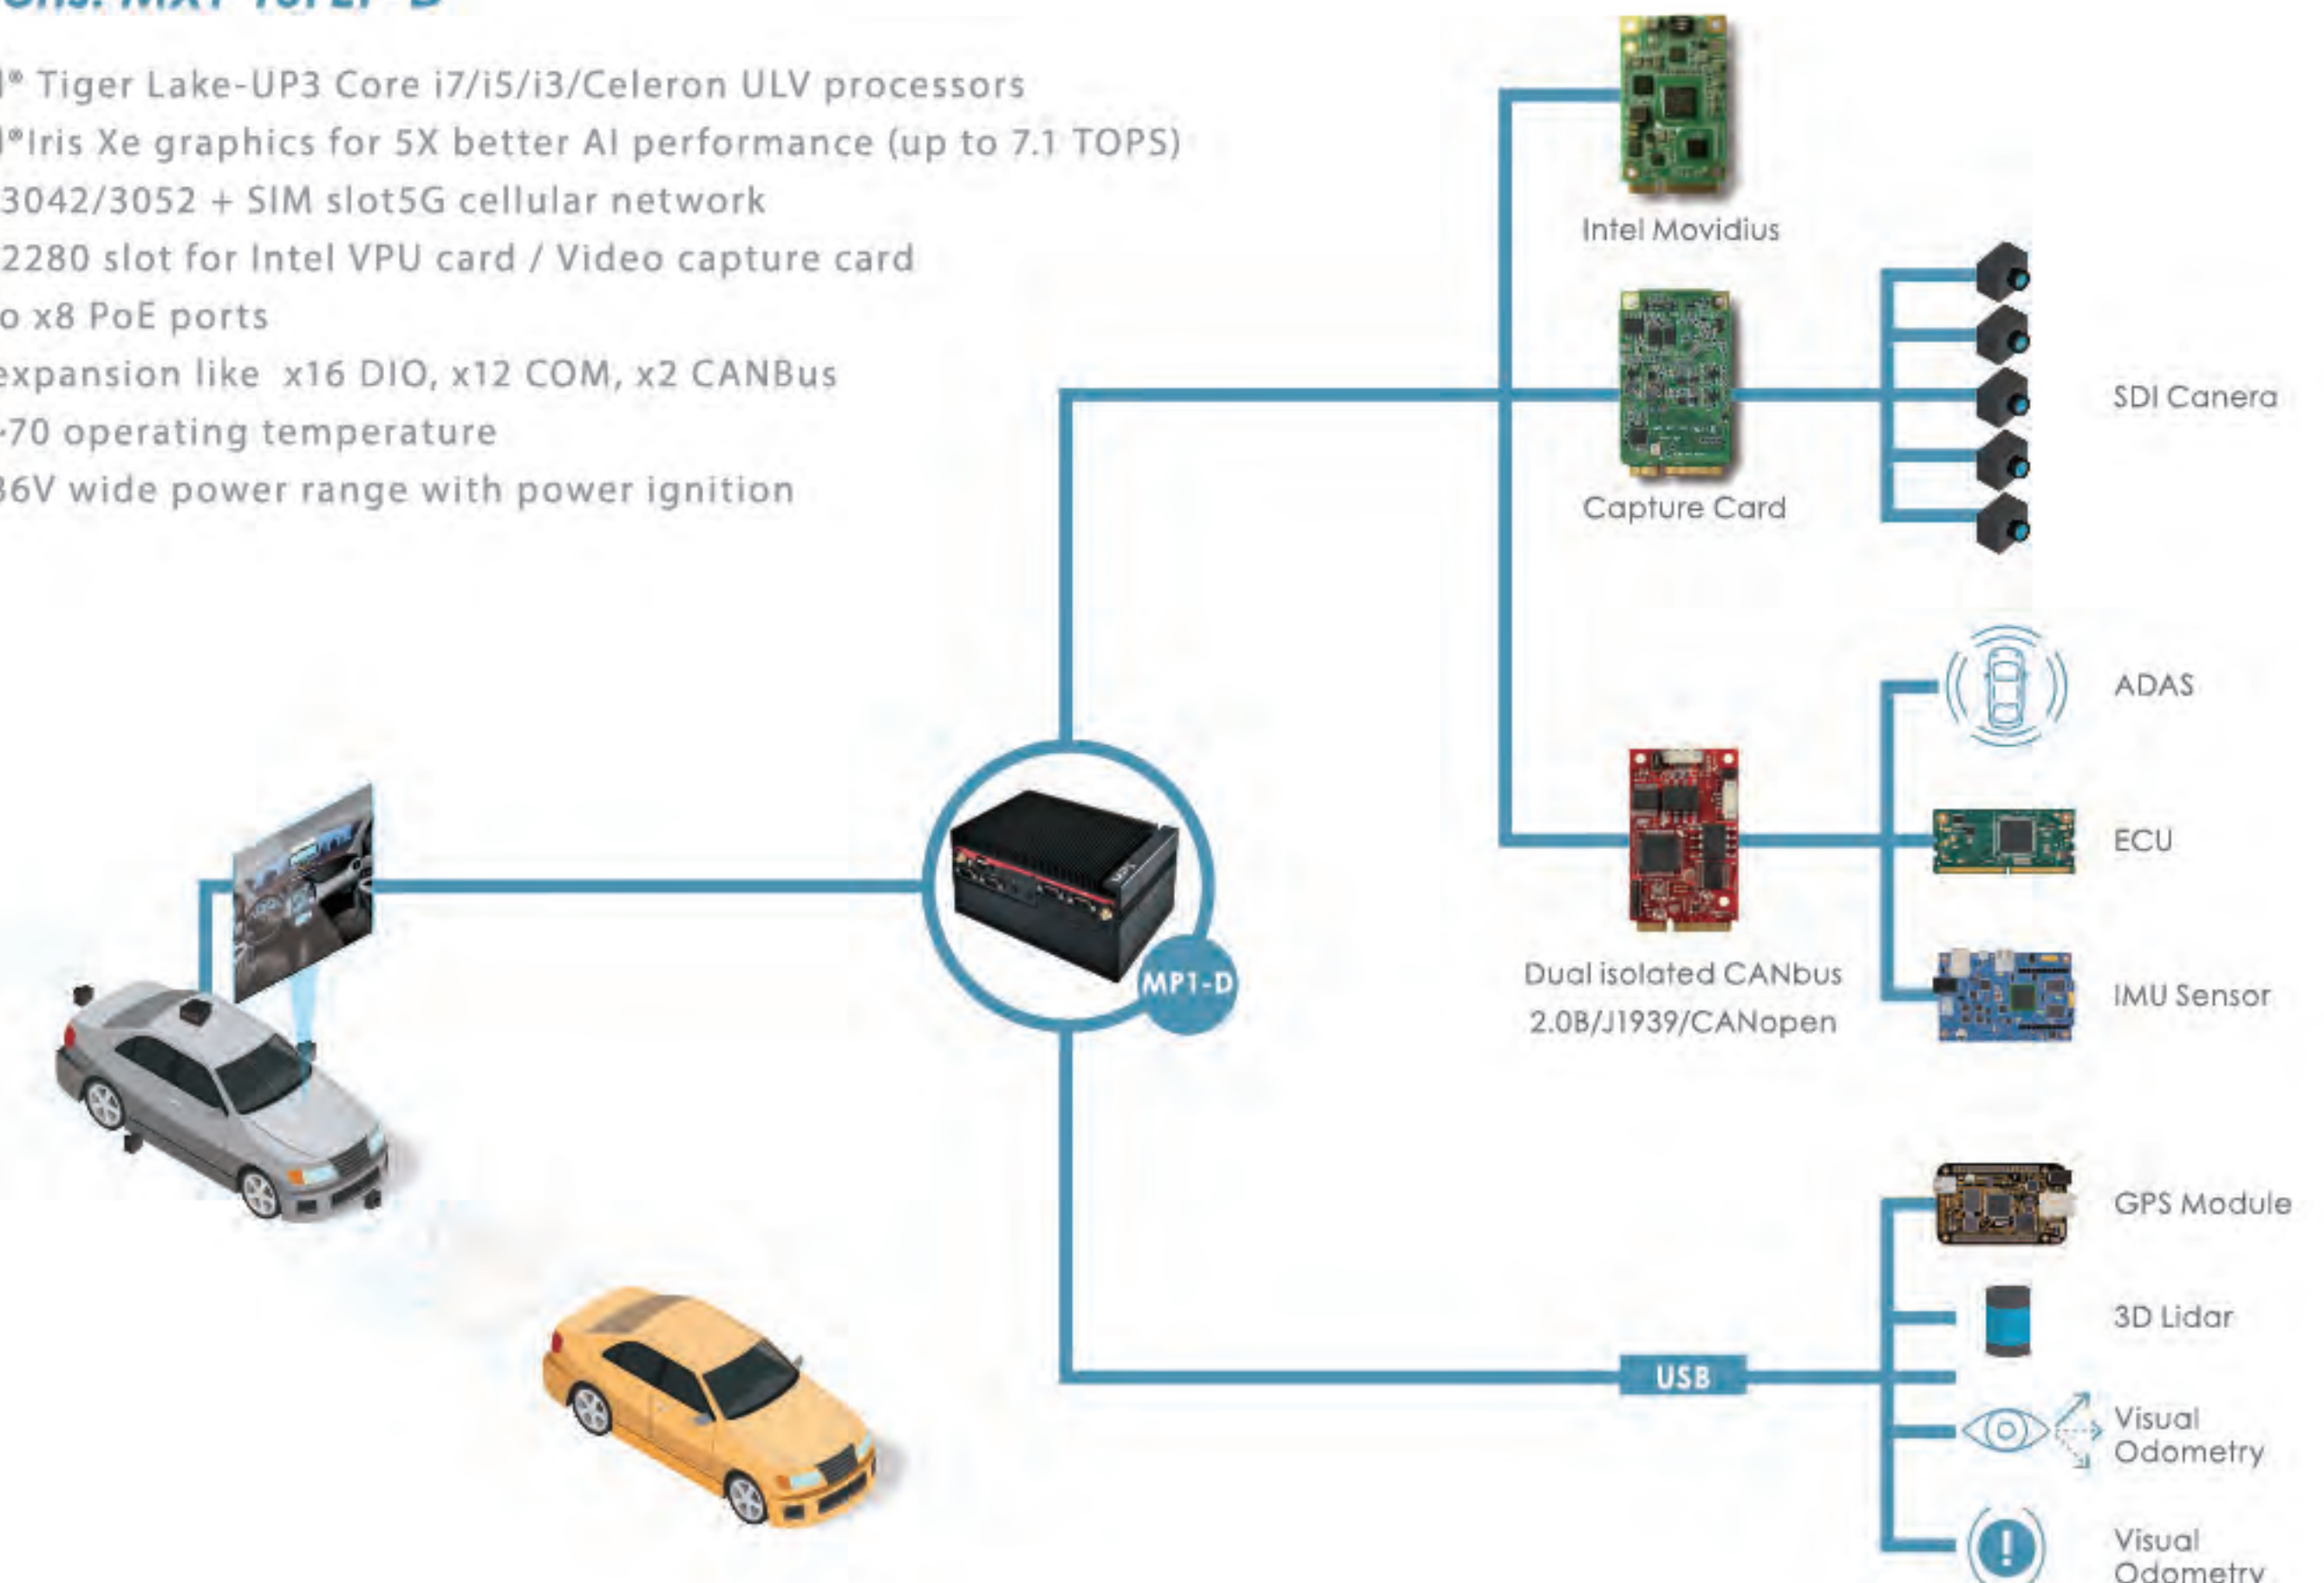 Tiger Lake-UP3 Core i7/i5/i3/Celeron ULV processors
Iris Xe graphics for 5X better AI performance (up to 7.1 TOPS)
3042/3052 + SIM slot5G cellular network
2280 slot for Intel VPU card / Video capture card
o x8 PoE ports
expansion like x16 DIO, x12 COM, x2 CANBus
70 operating temperature
36V wide power range with power ignition
Intel Movidius
Capture Card
SDI Canera
ADAS
ECU
IMU Sensor
Dual isolated CANbus
2.0B/J1939/CANopen
MP1-D
USB
GPS Module
3D Lidar
Visual
Odometry
Visual
Odometry